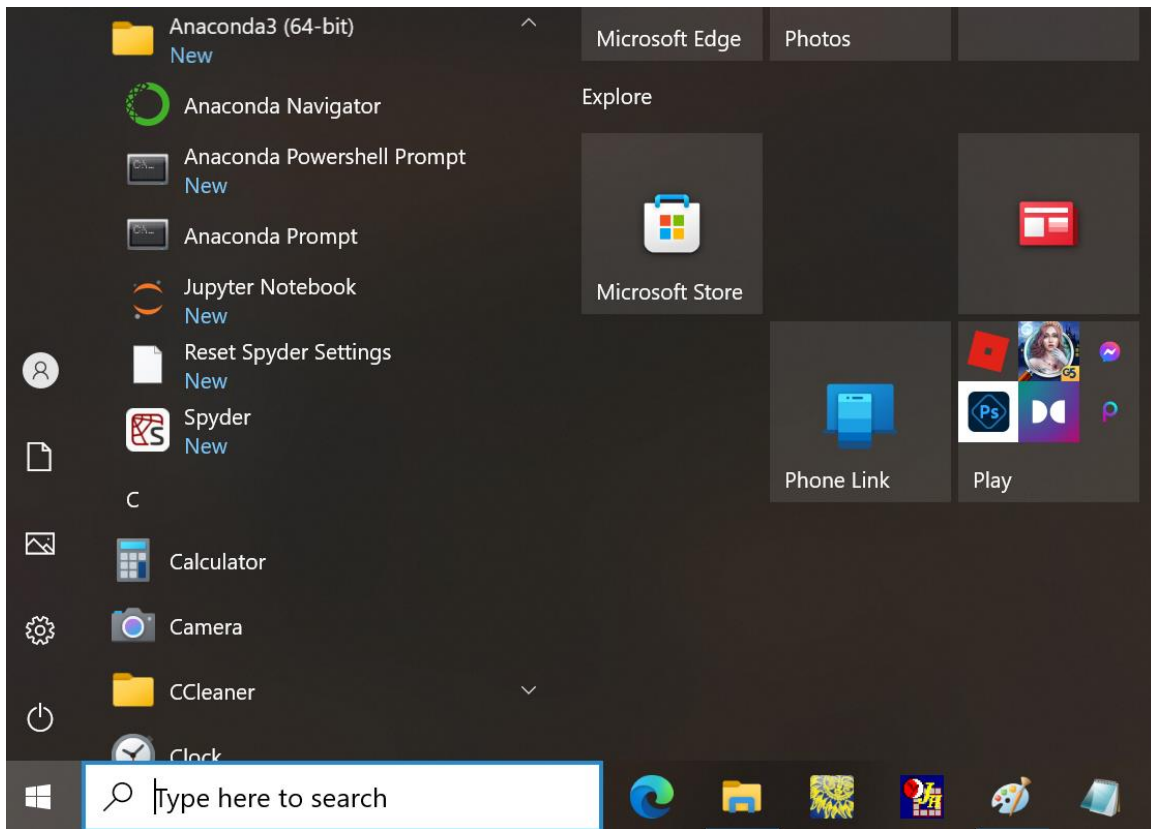 Anaconda3 (64-bit)
New
Anaconda Navigator
Anaconda Powershell Prompt
New
Anaconda Prompt
Jupyter Notebook
New
Reset Spyder Settings
New
Spyder
New
C
Calculator
Camera
CCleaner
Clock
Microsoft Edge
Photos
Explore
Microsoft Store
Phone Link
G5
Ps
Play
Type here to search